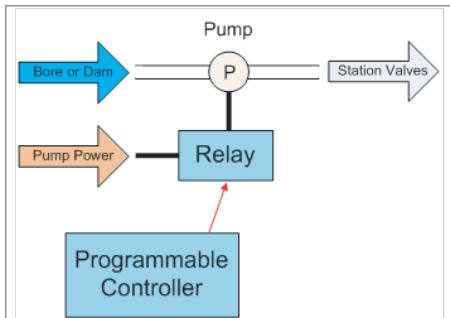 Pump
Bore or Dam
P
Station Valves
Pump Power
Relay
Programmable
Controller